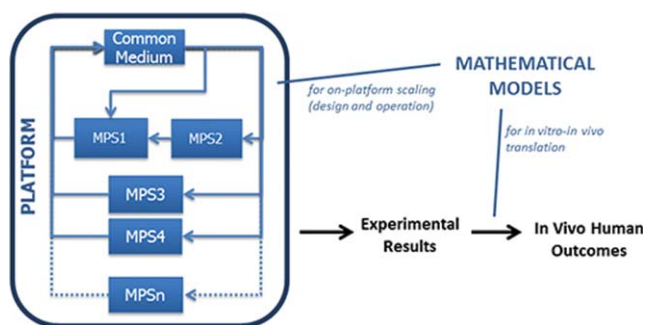 Common
Medium
MPS1
MPS2
MPS3
MPS4
MPSn
PLATFORM
MATHEMATICAL
MODELS
for on-platform scaling
(design and operation)
for in vitro-in vivo
translation
Experimental
Results
In Vivo Human
Outcomes